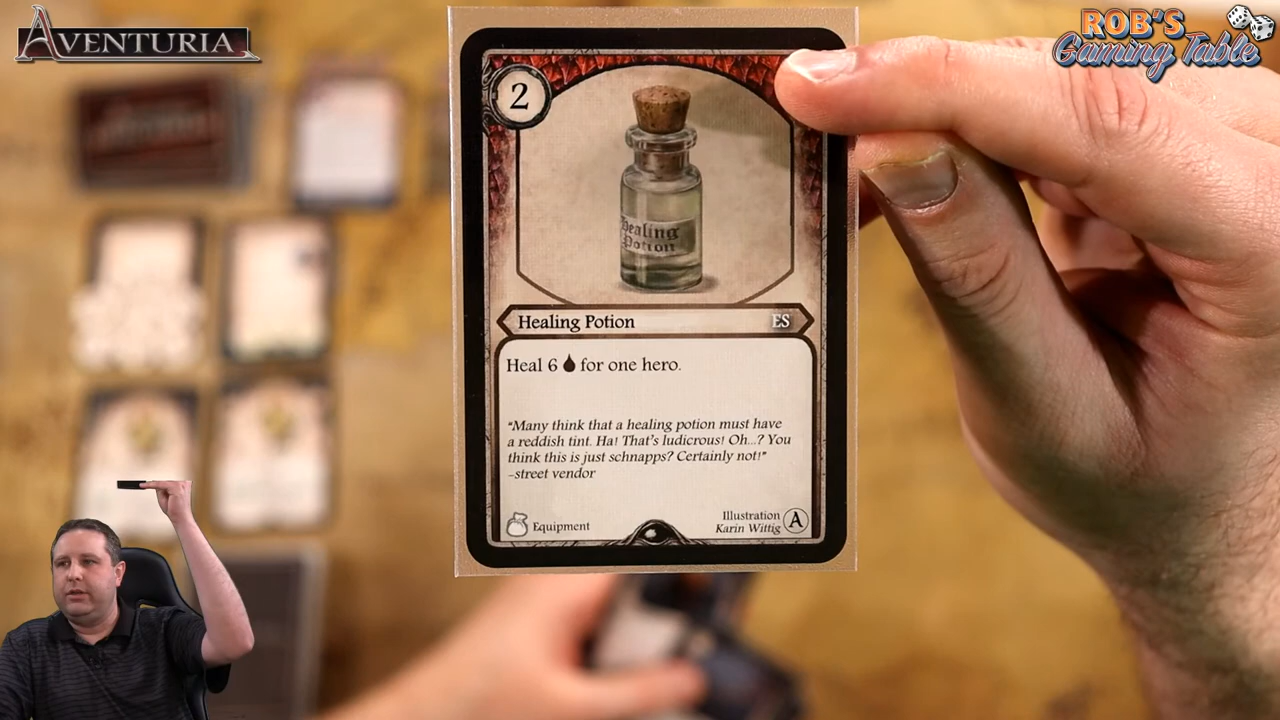 AVENTURIA
ROB'S
Gaming Table
2
Healing
Potion
Healing Potion ES
Heal 6 for one hero.
"Many think that a healing potion must have
a reddish tint. Ha! That's ludicrous! Oh...? You
think this is just schnapps? Certainly not!"
-street vendor
Equipment
Illustration
Karin Wittig
A